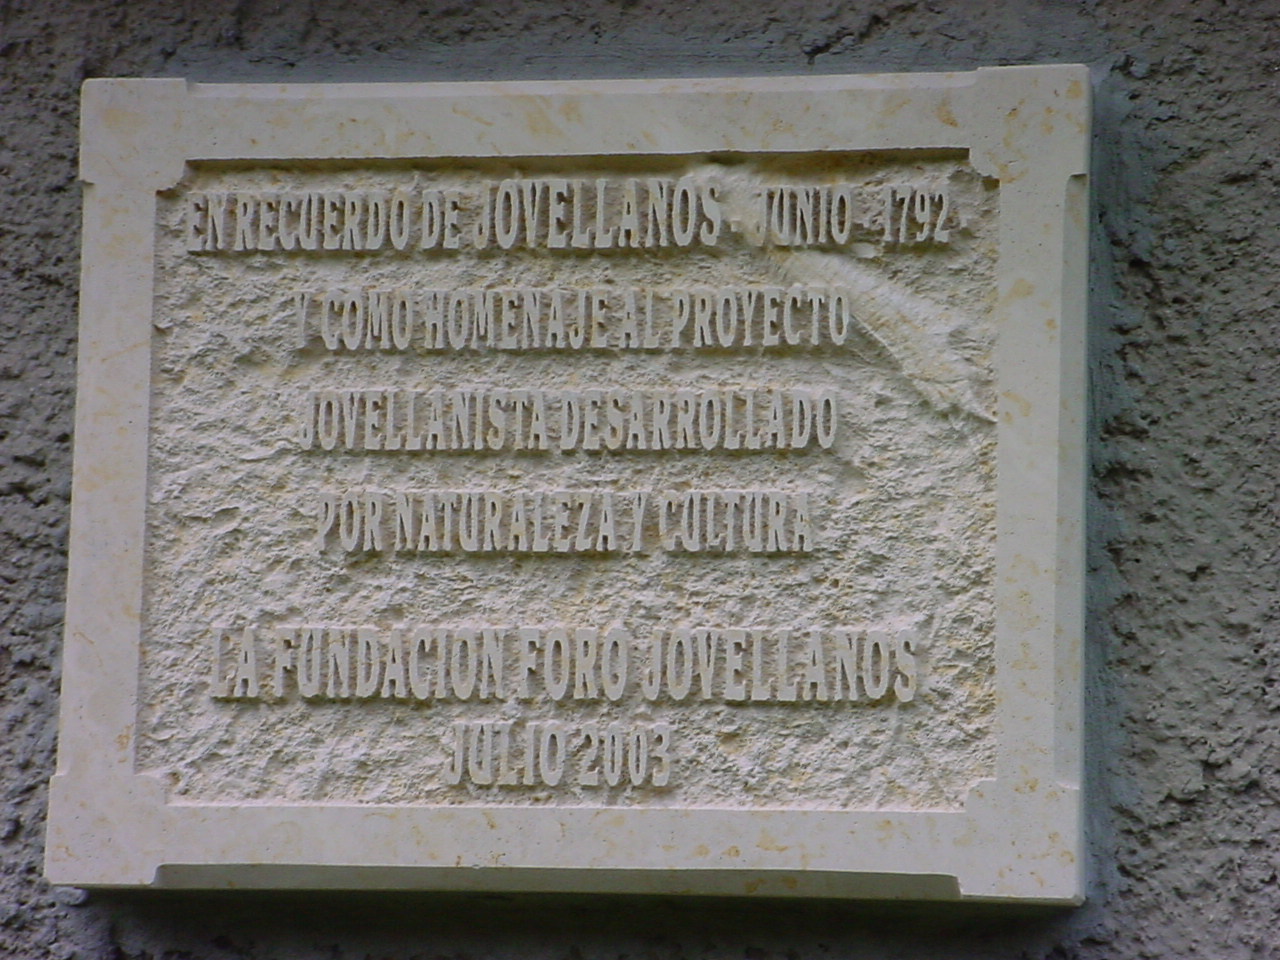 EN RECUERDO DE JOVELLANOS - JUNIO - 1792
Y COMO HOMENAJE AL PROYECTO
JOVELLANISTA DESARROLLADO
POR NATURALEZA Y CULTURA
LA FUNDACION FORO JOVELLANOS
JULIO 2003